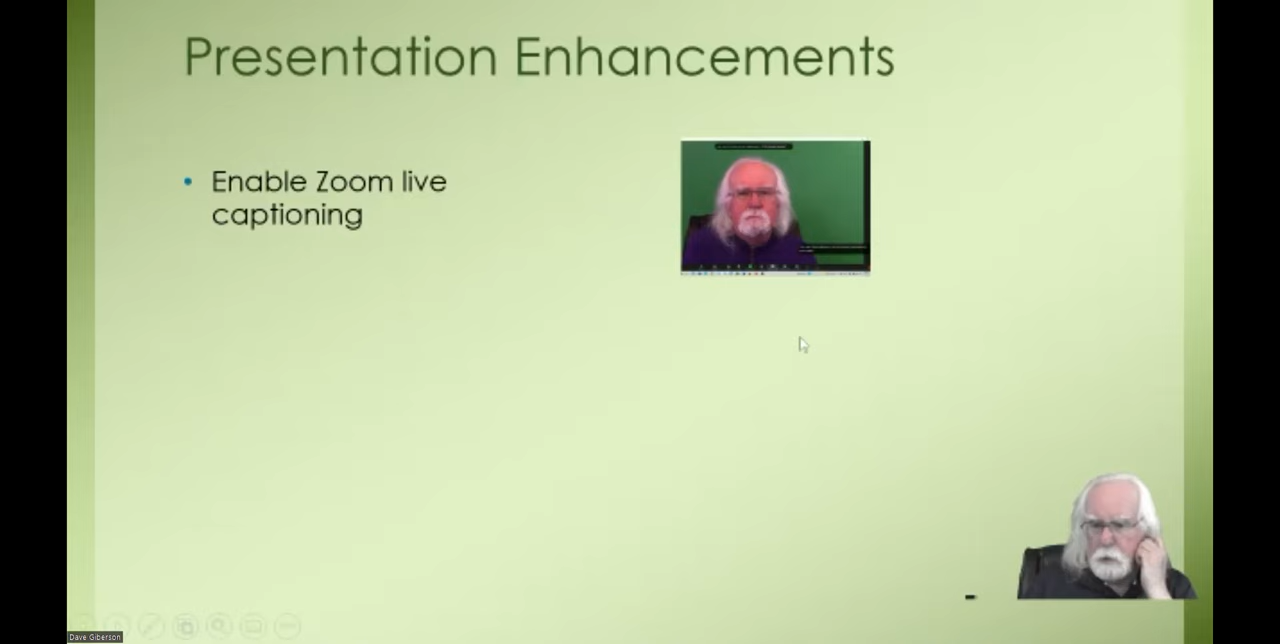 Presentation Enhancements
• Enable Zoom live
captioning
Dave Giberson